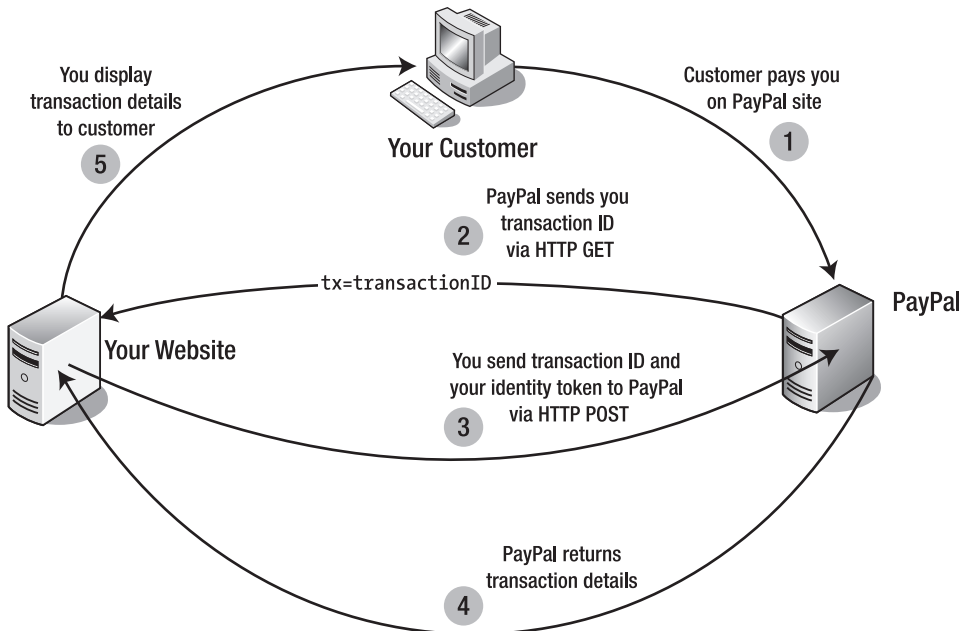 You display
transaction details
to customer
5
Your Customer
Customer pays you
on PayPal site
1
PayPal sends you
transaction ID
via HTTP GET
2
tx=transactionID
PayPal
Your Website
You send transaction ID and
your identity token to PayPal
via HTTP POST
3
PayPal returns
transaction details
4